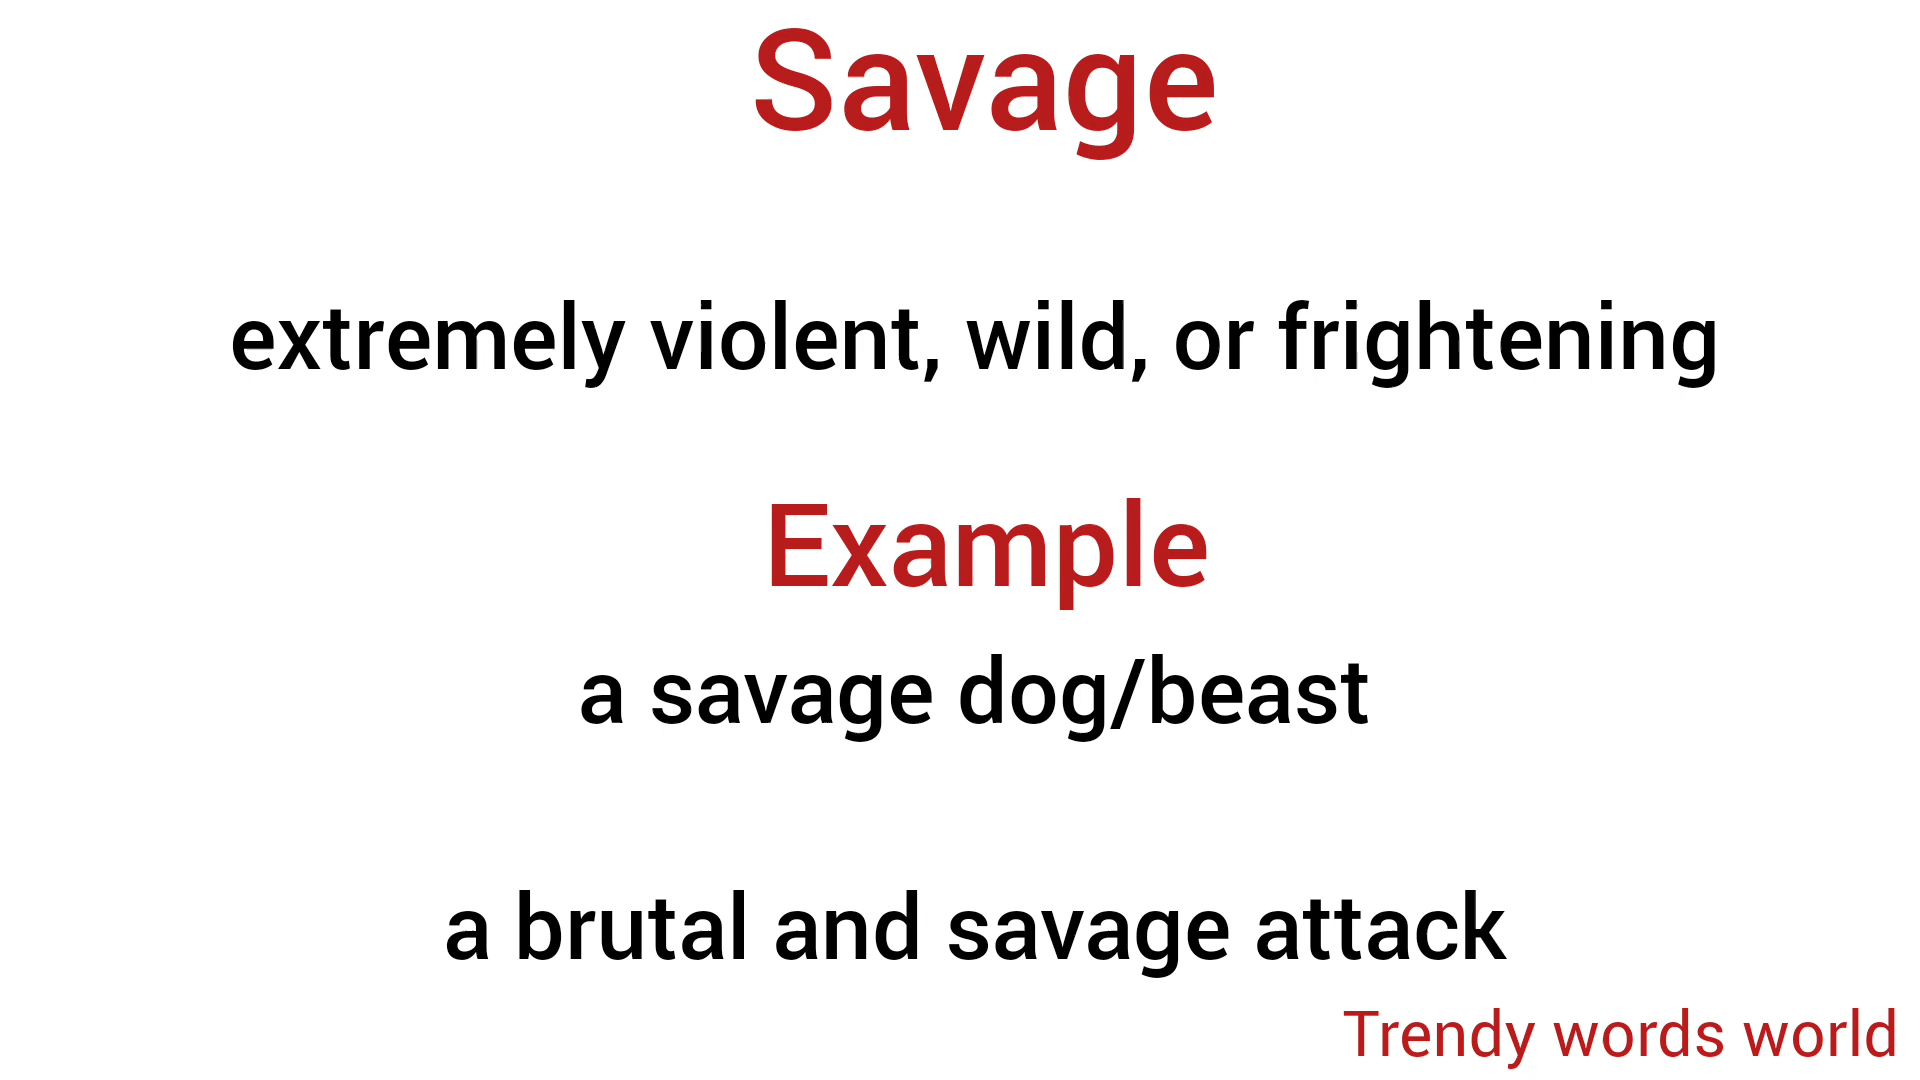 Savage
extremely violent, wild, or frightening
Example
a savage dog/beast
a brutal and savage attack
Trendy words world